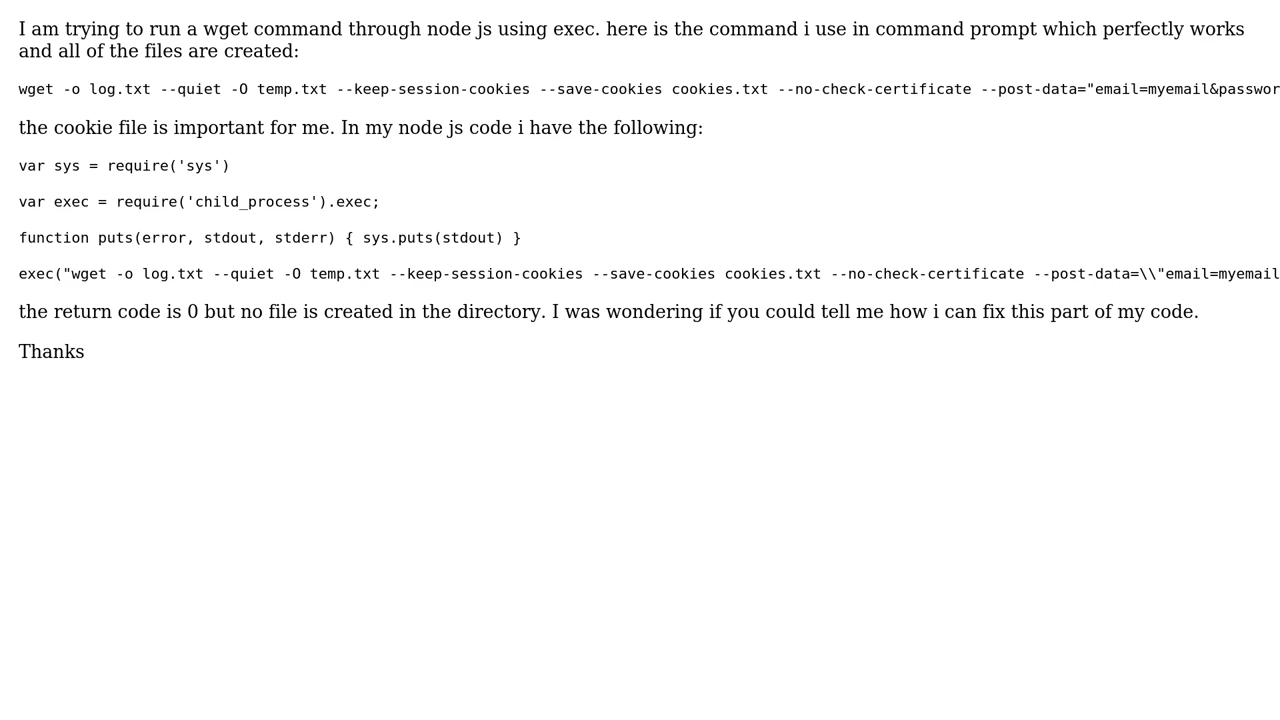 I am trying to run a wget command through node js using exec. here is the command i use in command prompt which perfectly works
and all of the files are created:
wget -o log.txt --quiet -O temp.txt --keep-session-cookies --save-cookies cookies.txt --no-check-certificate --post-data="email=myemail&passwor
the cookie file is important for me. In my node js code i have the following:
var sys = require('sys')
var exec = require('child_process').exec;
function puts(error, stdout, stderr) { sys.puts(stdout) }
exec("wget -o log.txt --quiet -O temp.txt --keep-session-cookies --save-cookies cookies.txt --no-check-certificate --post-data=\\"email=myemail
the return code is 0 but no file is created in the directory. I was wondering if you could tell me how i can fix this part of my code.
Thanks